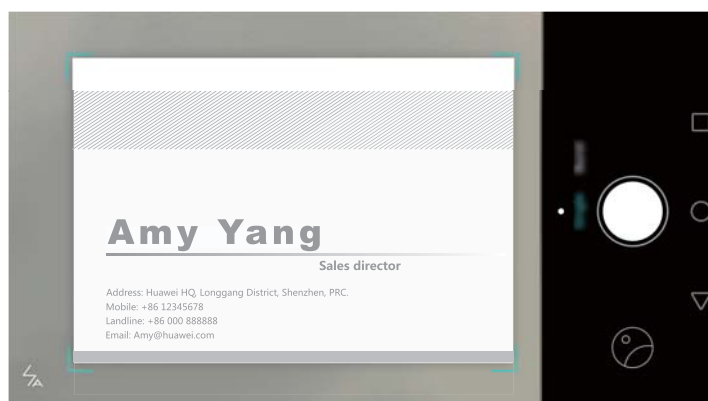 Amy Yang
Sales director
Address: Huawei HQ, Longgang District, Shenzhen, PRC.
Mobile: +86 12345678
Landline: +86 000 888888
Email: Amy@huawei.com